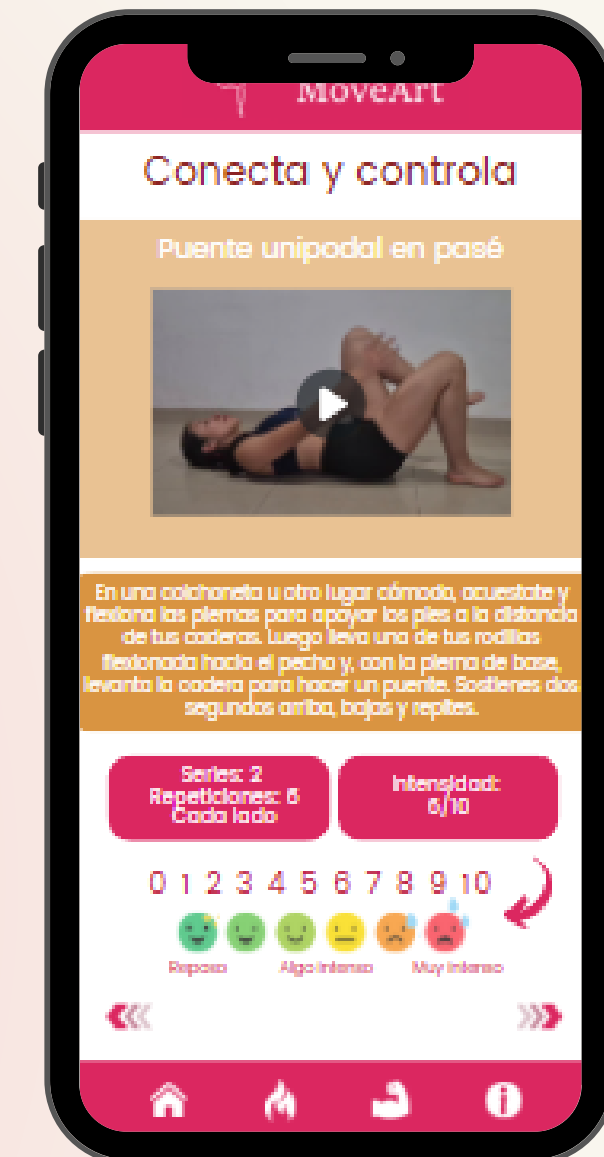 MoveArt
Conecta y controla
Puente unipodal en pasé
En una colchoneta u otro lugar cómodo, acuestate y
flexiona las piernas para apoyar los pies a la distancia
de tus caderas. Luego lleva una de tus rodillas
flexionada hacia el pecho y, con la pierna de base,
levanta la cadera para hacer un puente. Sostienes dos
segundos arriba, bajas y repites.
Series: 2
Repeticiones: 6
Cada lado
Intensidad:
6/10
0 1 2 3 4 5 6 7 8 9 10
Reposo Algo intenso Muy intenso